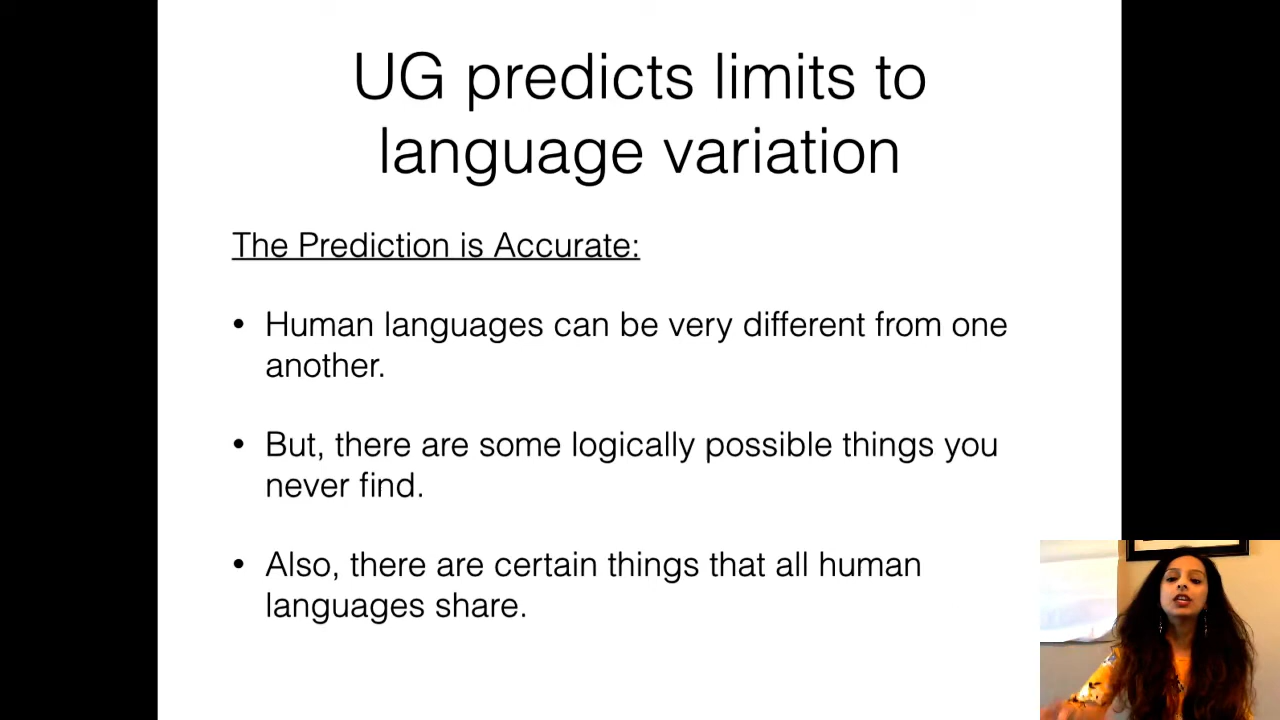 UG predicts limits to
language variation
The Prediction is Accurate:
• Human languages can be very different from one
another.
• But, there are some logically possible things you
never find.
• Also, there are certain things that all human
languages share.